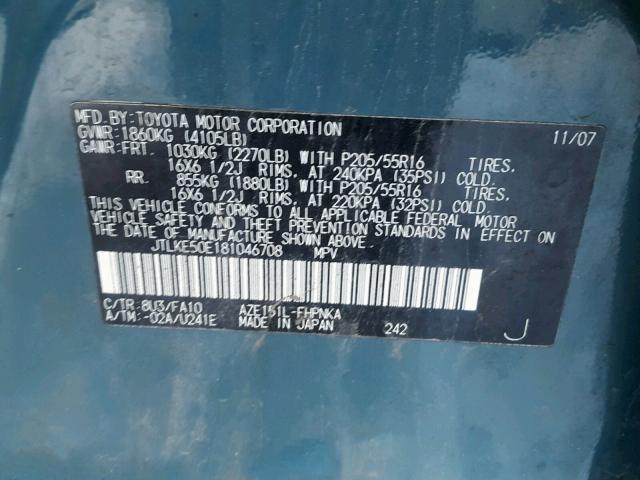 MFD.BY:TOYOTA MOTOR CORPORATION 11/07
GVWR:1860KG (4105LB)
GAWR:FRT. 1030KG (2270LB) WITH P205/55R16 TIRES,
16X6 1/2J RIMS, AT 240KPA (35PSI) COLD.
RR. 855KG (1880LB) WITH P205/55R16 TIRES,
16X6 1/2J RIMS, AT 220KPA (32PSI) COLD.
THIS VEHICLE CONFORMS TO ALL APPLICABLE FEDERAL MOTOR
VEHICLE SAFETY AND THEFT PREVENTION STANDARDS IN EFFECT ON
THE DATE OF MANUFACTURE SHOWN ABOVE.
JTLKE50E181046708 MPV
C/TR:8U3/FA10 AZE151L-FHPNKA
A/TM:-02A/U241E MADE IN JAPAN 242
J